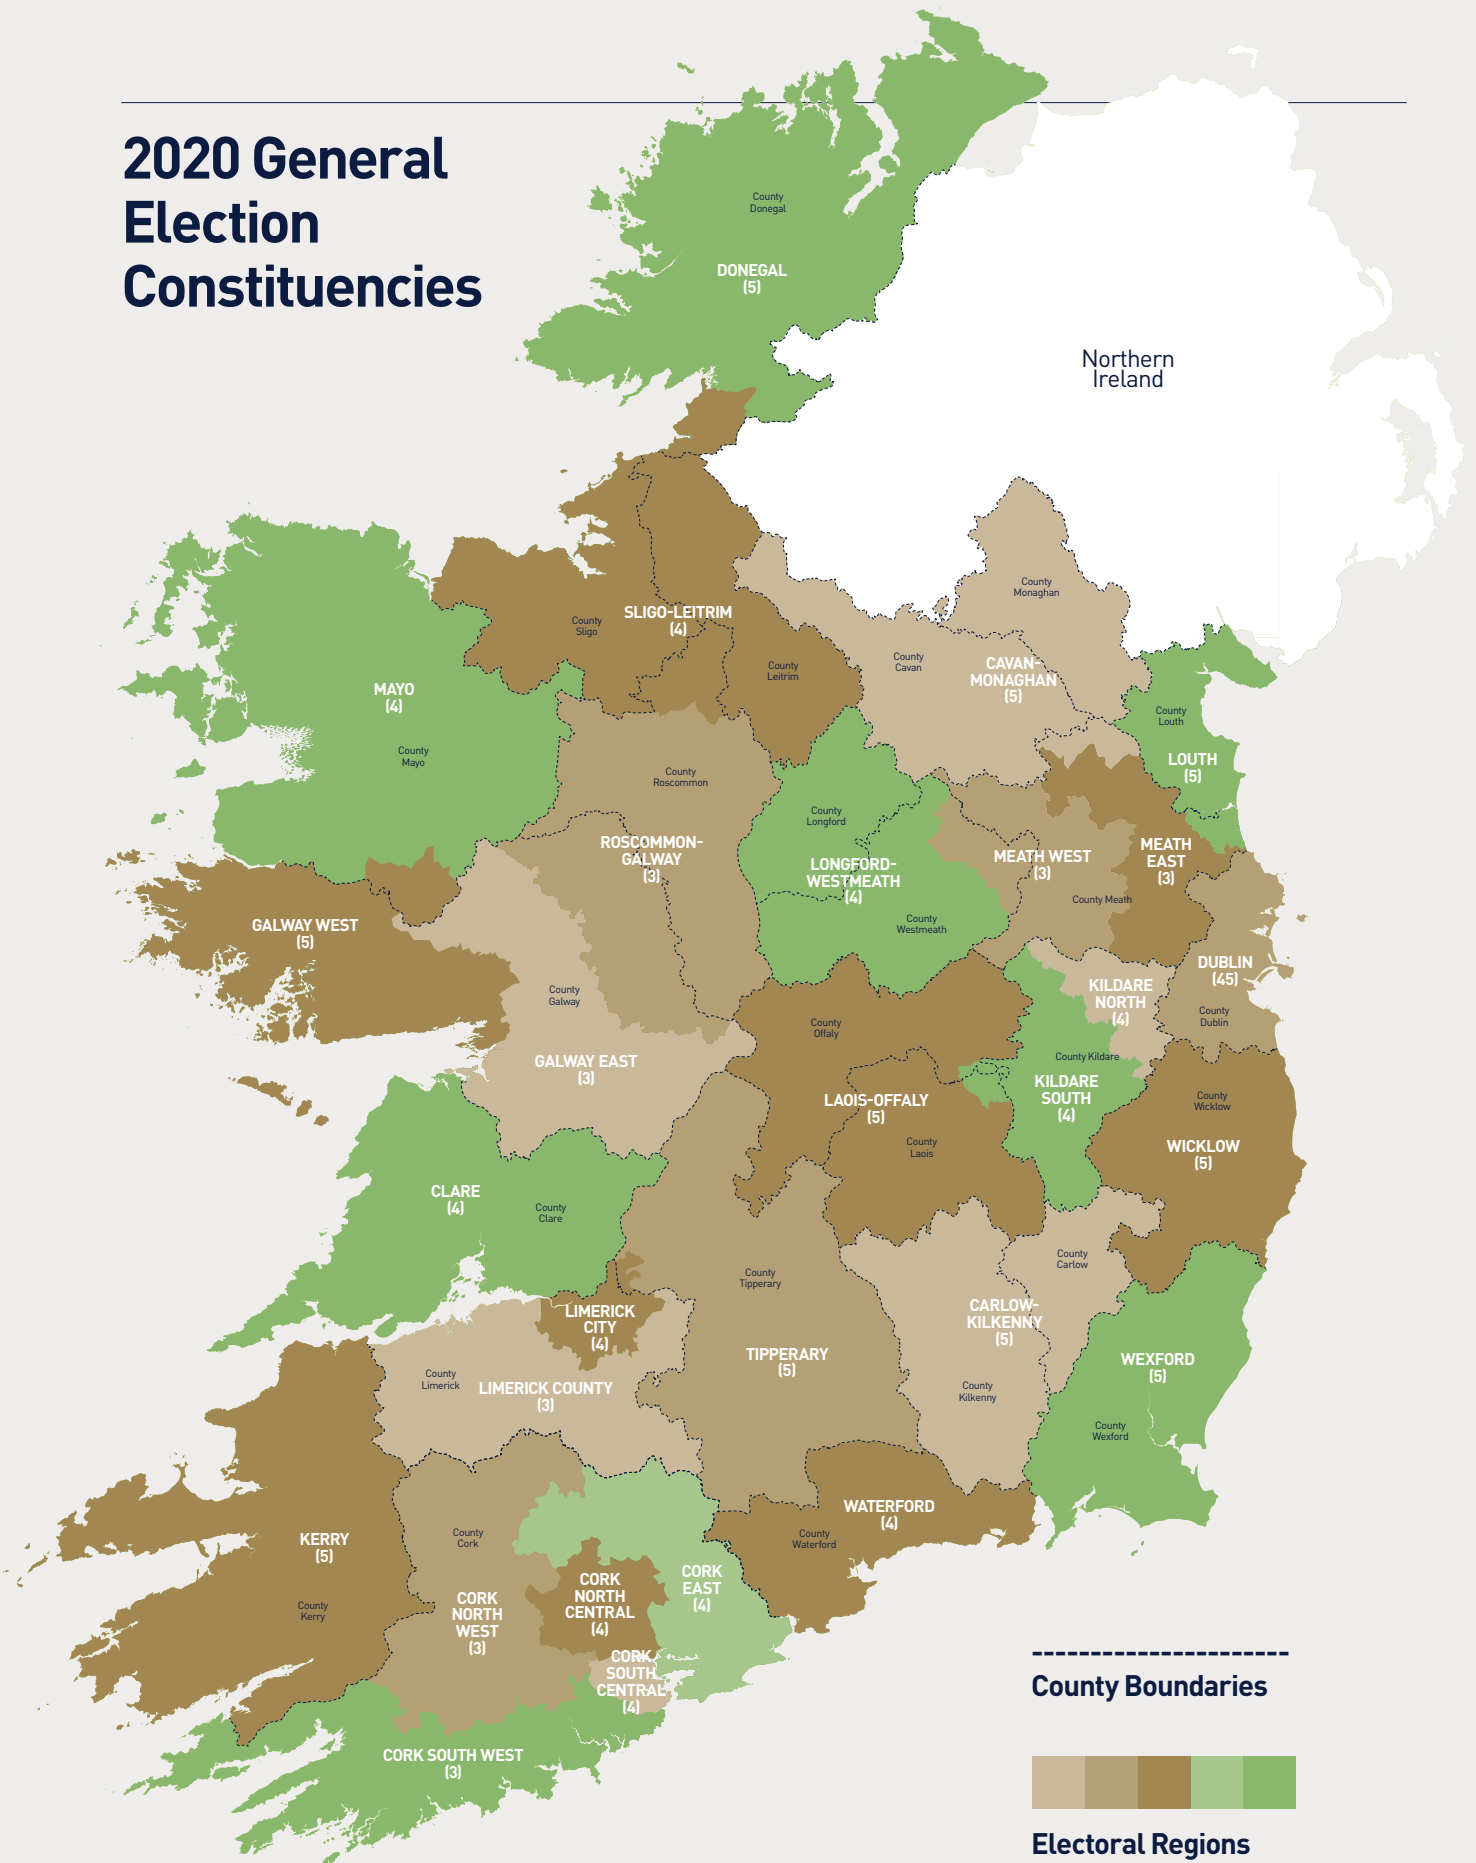 2020 General
Election
Constituencies
County
Donegal
DONEGAL
(5)
Northern
Ireland
County
Monaghan
County
Sligo
SLIGO-LEITRIM
(4)
County
Leitrim
County
Cavan
CAVAN-
MONAGHAN
(5)
MAYO
(4)
County
Mayo
County
Louth
LOUTH
(5)
County
Roscommon
County
Longford
ROSCOMMON-
GALWAY
(3)
LONGFORD-
WESTMEATH
(4)
County
Westmeath
MEATH WEST
(3)
MEATH
EAST
(3)
County Meath
GALWAY WEST
(5)
County
Galway
GALWAY EAST
(3)
DUBLIN
(45)
County
Dublin
KILDARE
NORTH
(4)
County
Offaly
County Kildare
KILDARE
SOUTH
(4)
LAOIS-OFFALY
(5)
County
Laois
County
Wicklow
WICKLOW
(5)
CLARE
(4)
County
Clare
County
Tipperary
TIPPERARY
(5)
County
Carlow
CARLOW-
KILKENNY
(5)
County
Kilkenny
LIMERICK
CITY
(4)
County
Limerick
LIMERICK COUNTY
(3)
WEXFORD
(5)
County
Wexford
WATERFORD
(4)
County
Waterford
KERRY
(5)
County
Kerry
County
Cork
CORK
NORTH
WEST
(3)
CORK
NORTH
CENTRAL
(4)
CORK
EAST
(4)
CORK
SOUTH
CENTRAL
(4)
CORK SOUTH WEST
(3)
County Boundaries
Electoral Regions